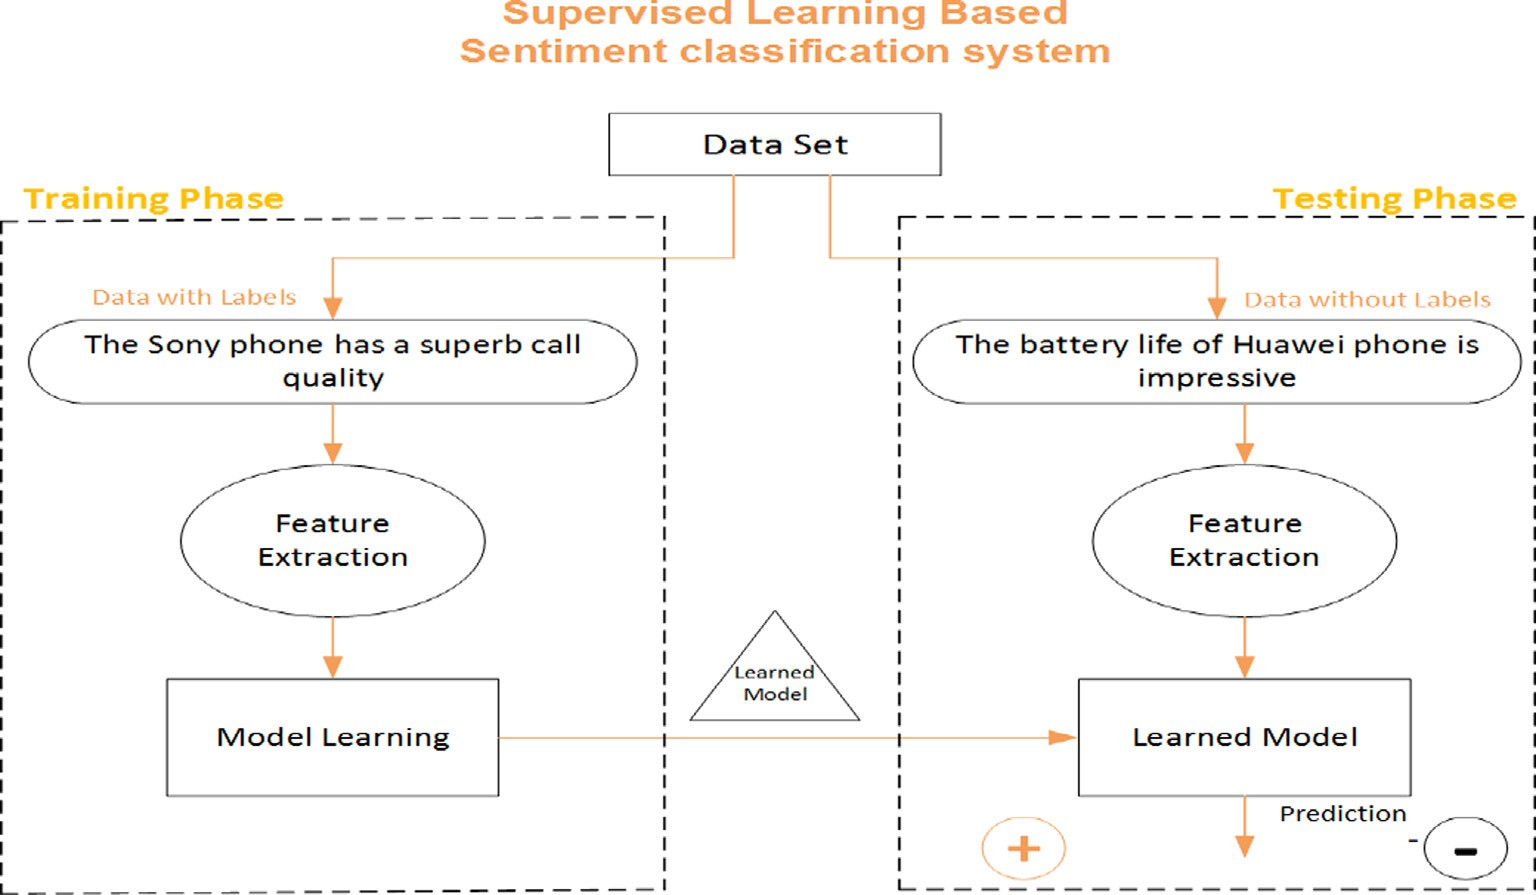 Supervised Learning Based
Sentiment classification system
Data Set
Training Phase
Testing Phase
Data with Labels
Data without Labels
The Sony phone has a superb call
quality
The battery life of Huawei phone is
impressive
Feature
Extraction
Feature
Extraction
Learned
Model
Model Learning
Learned Model
Prediction
+
- -